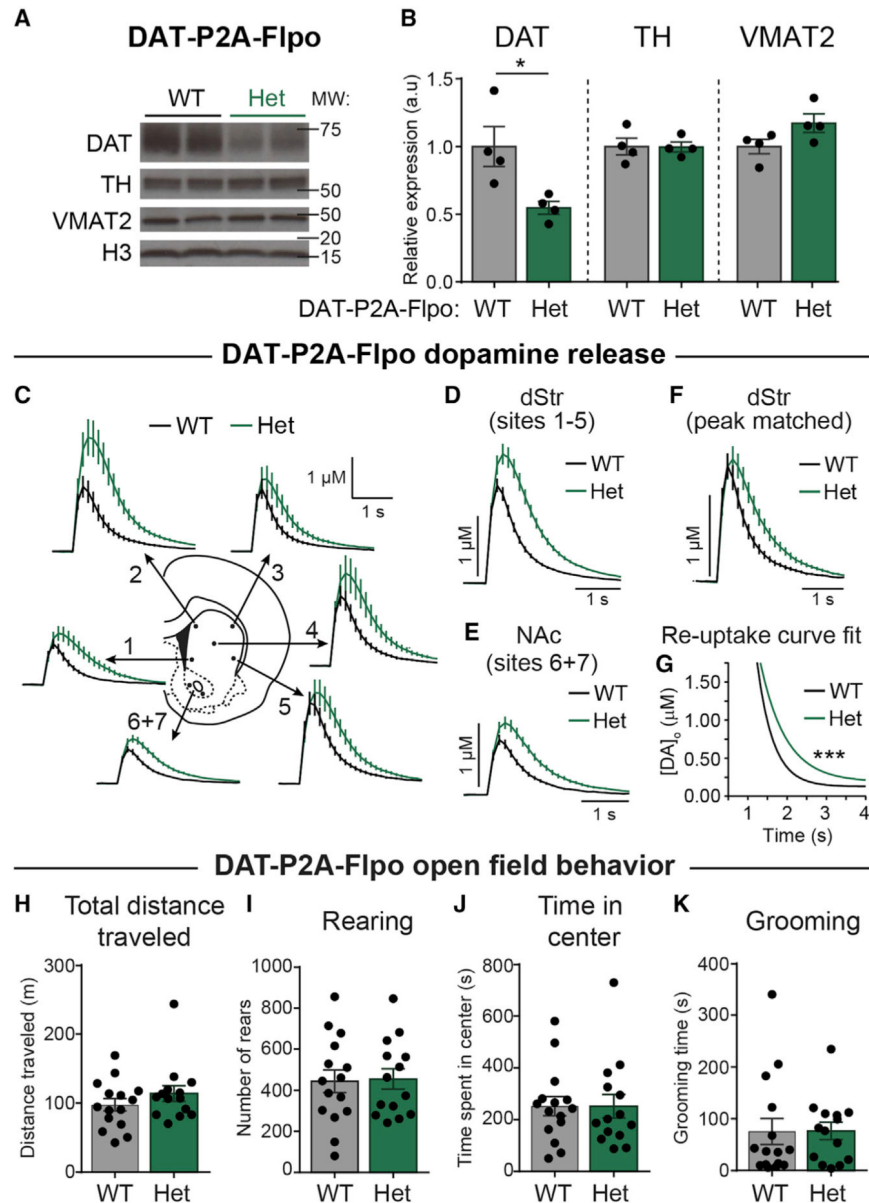 A
DAT-P2A-Flpo
WT Het MW:
DAT
75
TH
50
VMAT2
50
20
H3
15
B
DAT TH VMAT2
*
Relative expression (a.u)
1.5
1.0
0.5
0.0
DAT-P2A-Flpo: WT Het WT Het WT Het
DAT-P2A-Flpo dopamine release
C
WT Het
1 µM
1 s
2
3
1
4
5
6+7
D
dStr
(sites 1-5)
WT
Het
1 µM
1 s
F
dStr
(peak matched)
WT
Het
1 µM
1 s
E
NAc
(sites 6+7)
WT
Het
1 µM
1 s
Re-uptake curve fit
G
WT
Het
***
[DA]o (µM)
1.50
1.00
0.50
0.25
0.00
1 2 3 4
Time (s)
DAT-P2A-Flpo open field behavior
H
Total distance
traveled
Distance traveled (m)
300
200
100
0
WT Het
I
Rearing
Number of rears
1000
800
600
400
200
0
WT Het
J
Time in
center
Time spent in center (s)
800
600
400
200
0
WT Het
K
Grooming
Grooming time (s)
400
300
200
100
0
WT Het